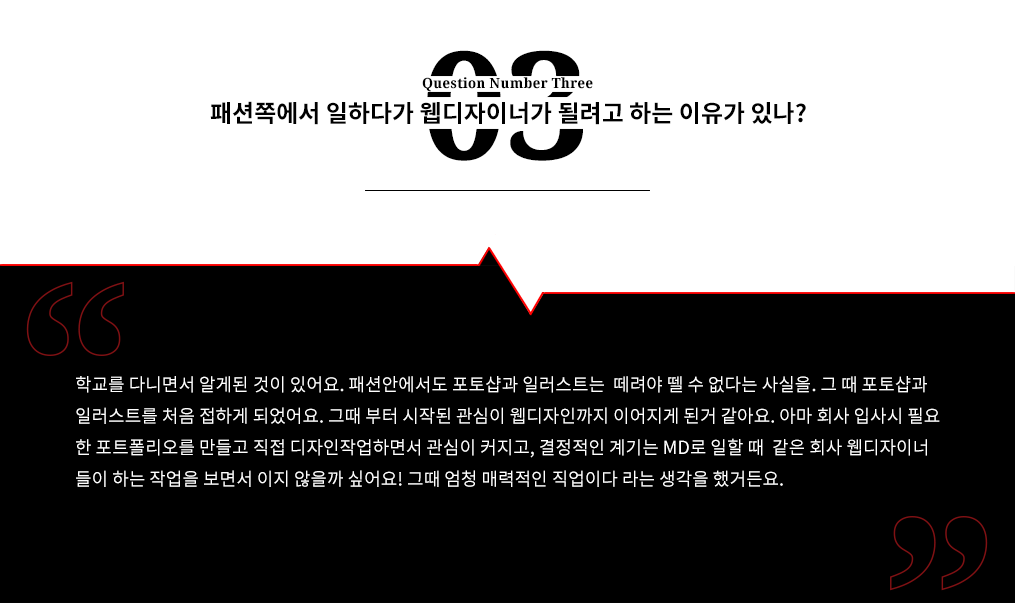 03
Question Number Three
패션쪽에서 일하다가 웹디자이너가 될려고 하는 이유가 있나?
“
학교를 다니면서 알게된 것이 있어요. 패션안에서도 포토샵과 일러스트는 떼려야 뗄 수 없다는 사실을. 그 때 포토샵과
일러스트를 처음 접하게 되었어요. 그때 부터 시작된 관심이 웹디자인까지 이어지게 된거 같아요. 아마 회사 입사시 필요
한 포트폴리오를 만들고 직접 디자인작업하면서 관심이 커지고, 결정적인 계기는 MD로 일할 때 같은 회사 웹디자이너
들이 하는 작업을 보면서 이지 않을까 싶어요! 그때 엄청 매력적인 직업이다 라는 생각을 했거든요.
”